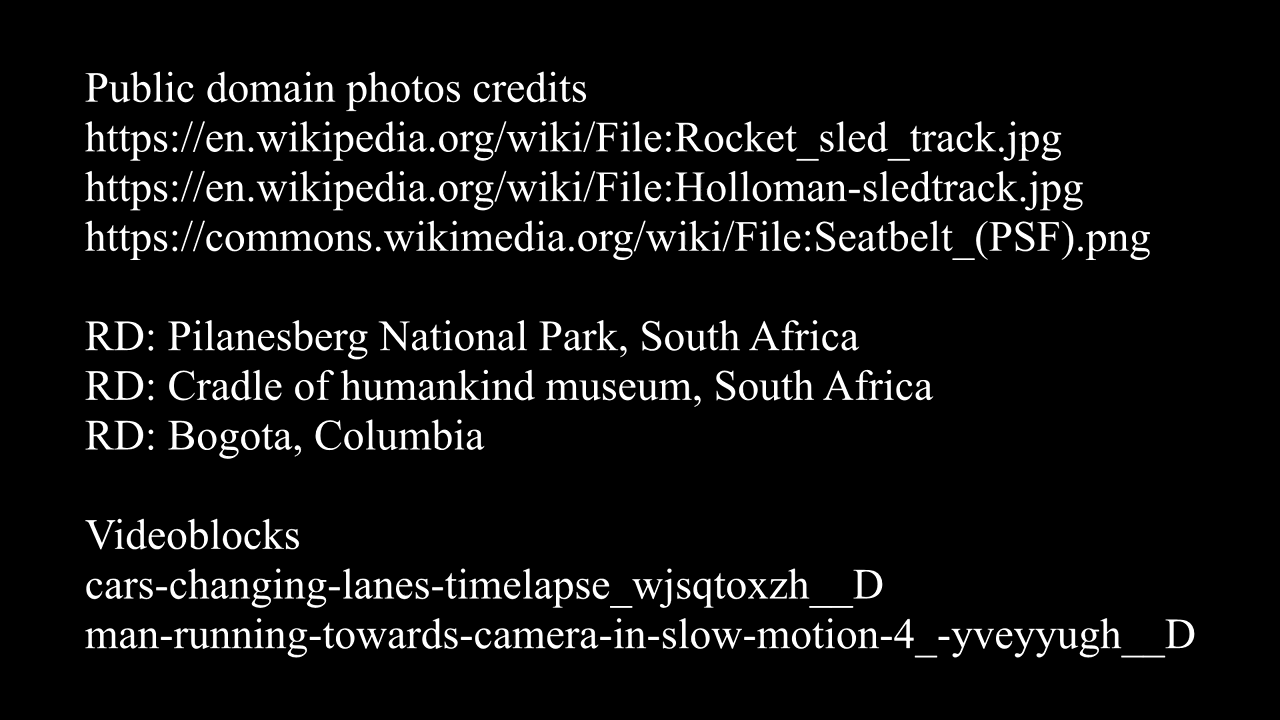 Public domain photos credits
https://en.wikipedia.org/wiki/File:Rocket_sled_track.jpg
https://en.wikipedia.org/wiki/File:Holloman-sledtrack.jpg
https://commons.wikimedia.org/wiki/File:Seatbelt_(PSF).png
RD: Pilanesberg National Park, South Africa
RD: Cradle of humankind museum, South Africa
RD: Bogota, Columbia
Videoblocks
cars-changing-lanes-timelapse_wjsqtoxzh__D
man-running-towards-camera-in-slow-motion-4_-yveyyugh__D